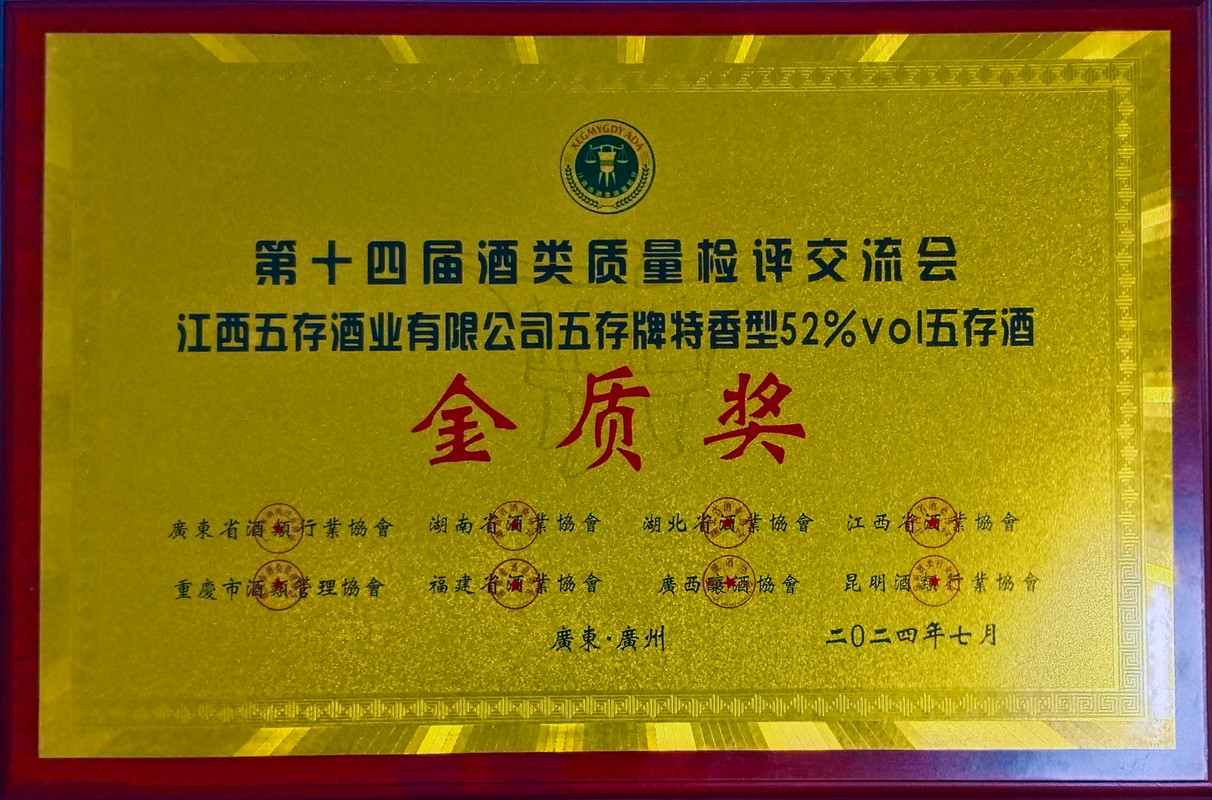 XEGMYGDY ADA
第十四届酒类质量检评交流会
江西五存酒业有限公司五存牌特香型52%vol五存酒
金质奖
廣東省酒類行業協會 湖南省酒業協會 湖北省酒業協會 江西省酒業協會
重慶市酒類管理協會 福建省酒業協會 廣西釀酒協會 昆明酒類行業協會
廣東·廣州 二〇二四年七月